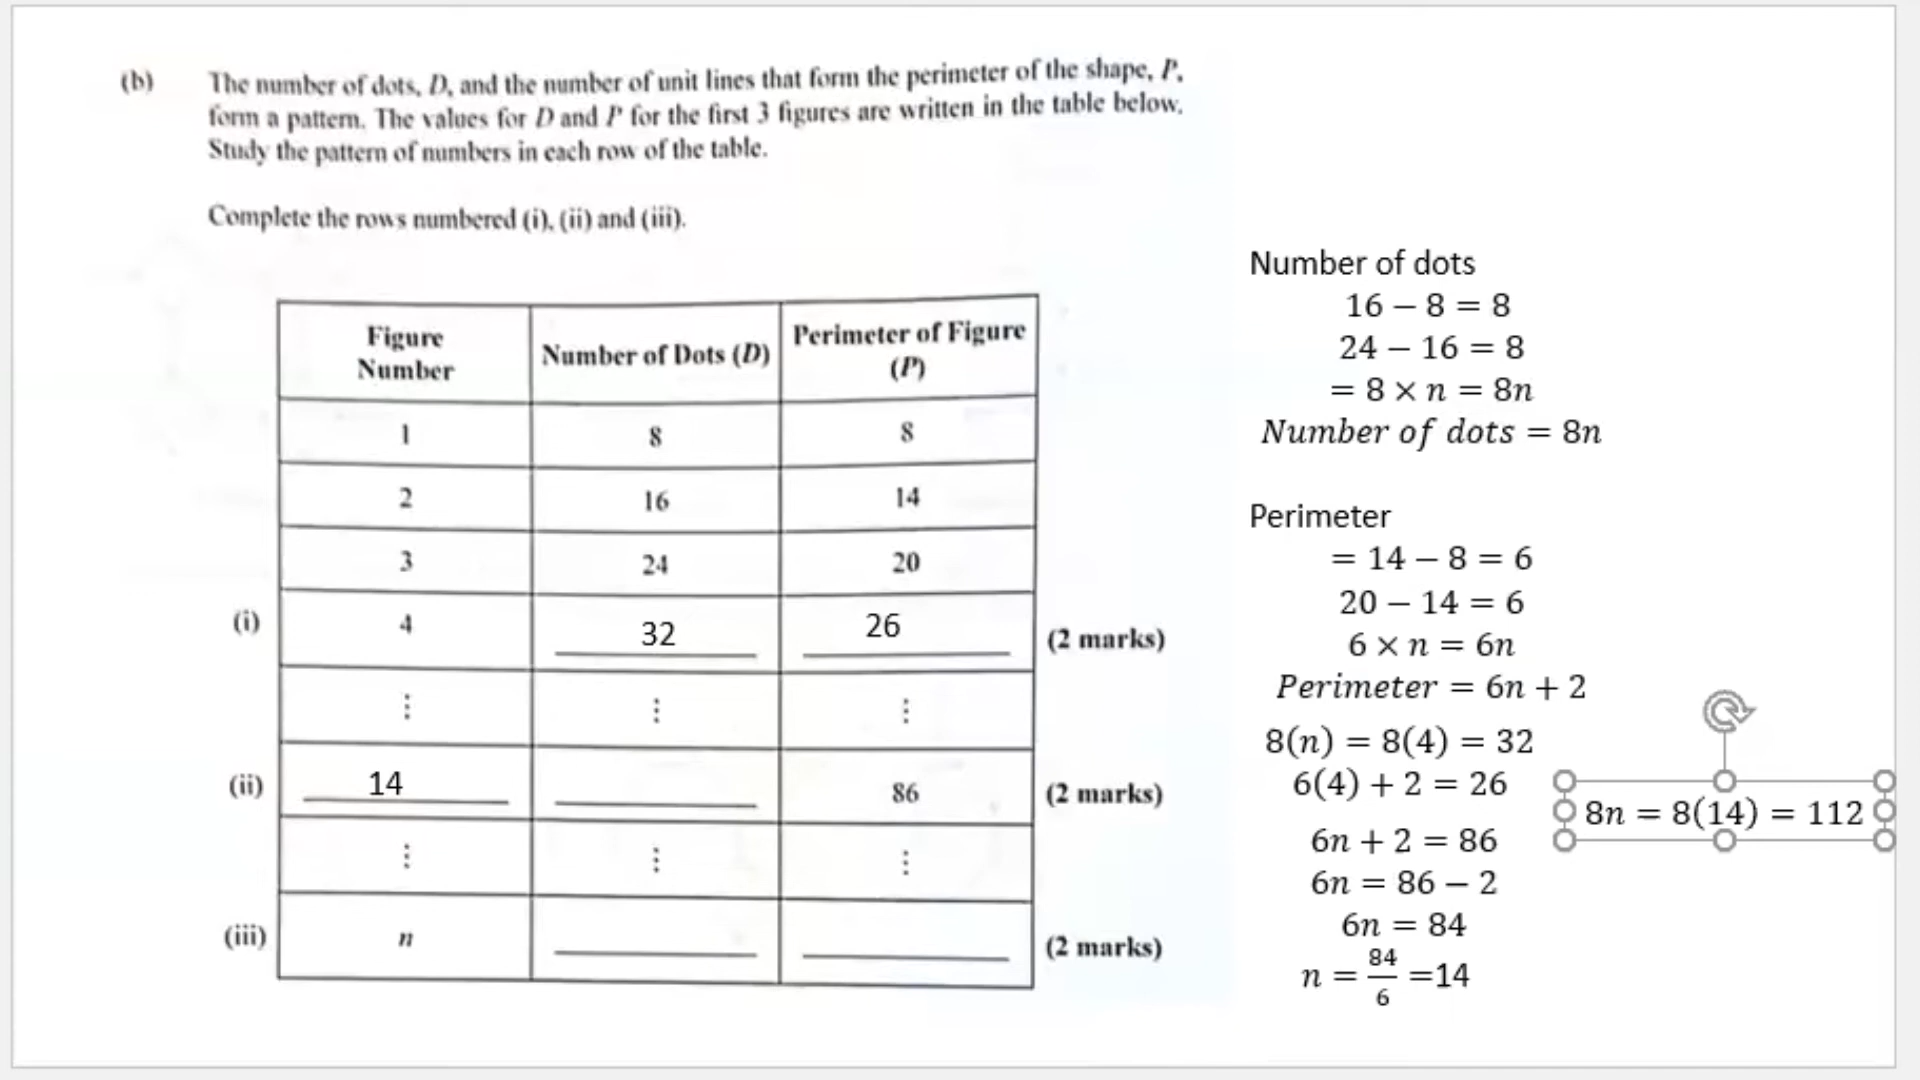 (b) The number of dots, D, and the number of unit lines that form the perimeter of the shape, P,
form a pattern. The values for D and P for the first 3 figures are written in the table below.
Study the pattern of numbers in each row of the table.
Complete the rows numbered (i), (ii) and (iii).
Figure Number | Number of Dots (D) | Perimeter of Figure (P)
1 8 8
2 16 14
3 24 20
(i) 4 32 26 (2 marks)
⋮ ⋮ ⋮
(ii) 14 ____ 86 (2 marks)
⋮ ⋮ ⋮
(iii) n ____ ____ (2 marks)
Number of dots
16 – 8 = 8
24 – 16 = 8
= 8 × n = 8n
Number of dots = 8n
Perimeter
= 14 – 8 = 6
20 – 14 = 6
6 × n = 6n
Perimeter = 6n + 2
8(n) = 8(4) = 32
6(4) + 2 = 26
6n + 2 = 86
6n = 86 – 2
6n = 84
n = 84/6 =14
8n = 8(14) = 112